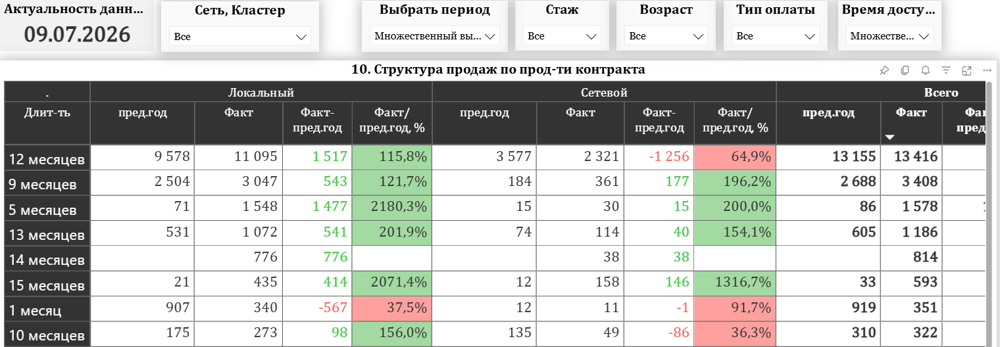 Актуальность данн... Сеть, Кластер Выбрать период Стаж Возраст Тип оплаты Время досту...
09.07.2026 Все Множественный вы... Все Все Все Множестве...
10. Структура продаж по прод-ти контракта
. Локальный Сетевой Всего
Длит-ть пред.год Факт Факт-пред.год Факт/пред.год, % пред.год Факт Факт-пред.год Факт/пред.год, % пред.год Факт
12 месяцев 9 578 11 095 1 517 115,8% 3 577 2 321 -1 256 64,9% 13 155 13 416
9 месяцев 2 504 3 047 543 121,7% 184 361 177 196,2% 2 688 3 408
5 месяцев 71 1 548 1 477 2180,3% 15 30 15 200,0% 86 1 578
13 месяцев 531 1 072 541 201,9% 74 114 40 154,1% 605 1 186
14 месяцев 776 776 38 38 814
15 месяцев 21 435 414 2071,4% 12 158 146 1316,7% 33 593
1 месяц 907 340 -567 37,5% 12 11 -1 91,7% 919 351
10 месяцев 175 273 98 156,0% 135 49 -86 36,3% 310 322